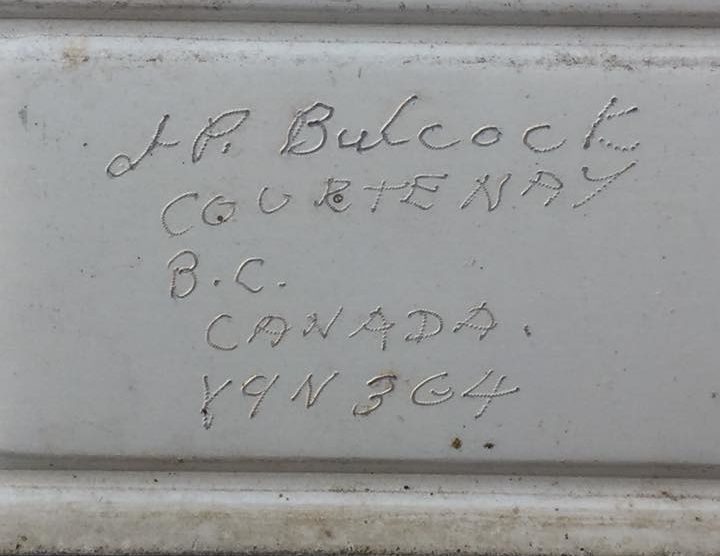 J.P. Bulcock
COURTENAY
B.C.
CANADA.
V9N 3G4